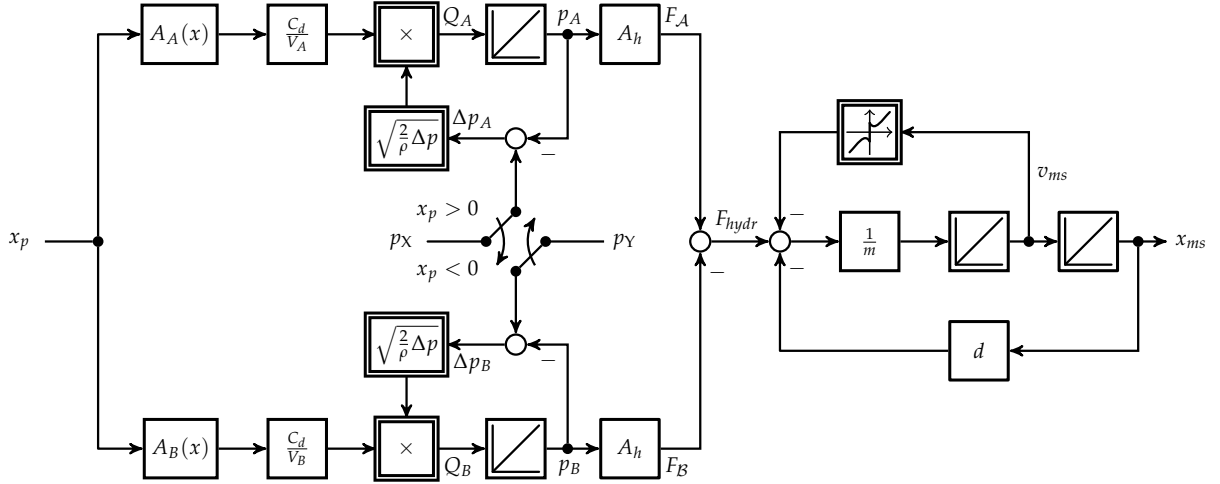 A_A(x)
C_d/V_A
×
Q_A
p_A
A_h
F_𝒜
√(2/ρ Δp)
Δp_A
−
x_p > 0
x_p
p_X
p_Y
x_p < 0
F_hydr
−
−
−
1/m
v_ms
x_ms
d
√(2/ρ Δp)
Δp_B
−
A_B(x)
C_d/V_B
×
Q_B
p_B
A_h
F_ℬ